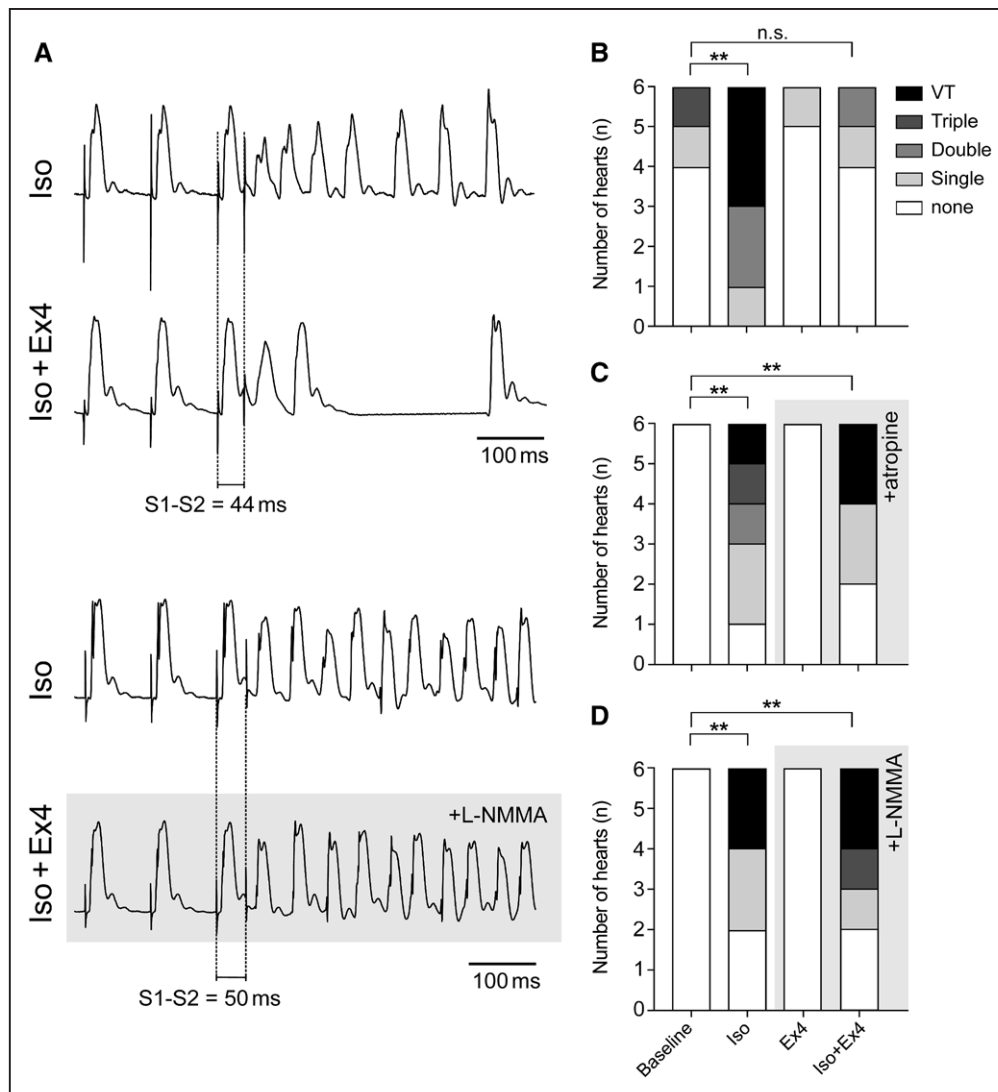 A
Iso
Iso + Ex4
100 ms
S1-S2 = 44 ms
Iso
Iso + Ex4
+L-NMMA
100 ms
S1-S2 = 50 ms
B
n.s.
**
Number of hearts (n)
6
5
4
3
2
1
0
VT
Triple
Double
Single
none
C
**
**
Number of hearts (n)
6
5
4
3
2
1
0
+atropine
D
**
**
Number of hearts (n)
6
5
4
3
2
1
0
+L-NMMA
Baseline
Iso
Ex4
Iso+Ex4